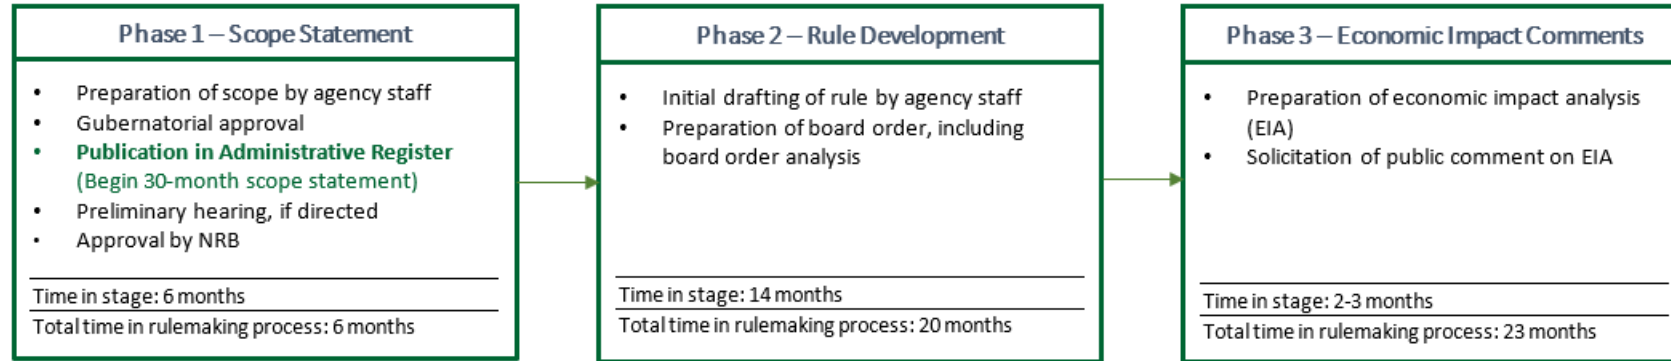 Phase 1 – Scope Statement
• Preparation of scope by agency staff
• Gubernatorial approval
• Publication in Administrative Register
(Begin 30-month scope statement)
• Preliminary hearing, if directed
• Approval by NRB
Time in stage: 6 months
Total time in rulemaking process: 6 months
Phase 2 – Rule Development
• Initial drafting of rule by agency staff
• Preparation of board order, including
board order analysis
Time in stage: 14 months
Total time in rulemaking process: 20 months
Phase 3 – Economic Impact Comments
• Preparation of economic impact analysis
(EIA)
• Solicitation of public comment on EIA
Time in stage: 2-3 months
Total time in rulemaking process: 23 months